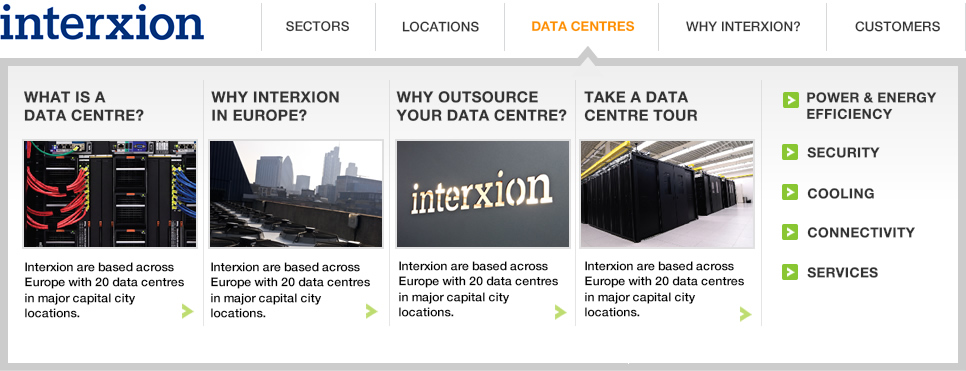 interxion
SECTORS
LOCATIONS
DATA CENTRES
WHY INTERXION?
CUSTOMERS
WHAT IS A
DATA CENTRE?
Interxion are based across
Europe with 20 data centres
in major capital city
locations.
WHY INTERXION
IN EUROPE?
Interxion are based across
Europe with 20 data centres
in major capital city
locations.
WHY OUTSOURCE
YOUR DATA CENTRE?
interxion
Interxion are based across
Europe with 20 data centres
in major capital city
locations.
TAKE A DATA
CENTRE TOUR
Interxion are based across
Europe with 20 data centres
in major capital city
locations.
POWER & ENERGY
EFFICIENCY
SECURITY
COOLING
CONNECTIVITY
SERVICES